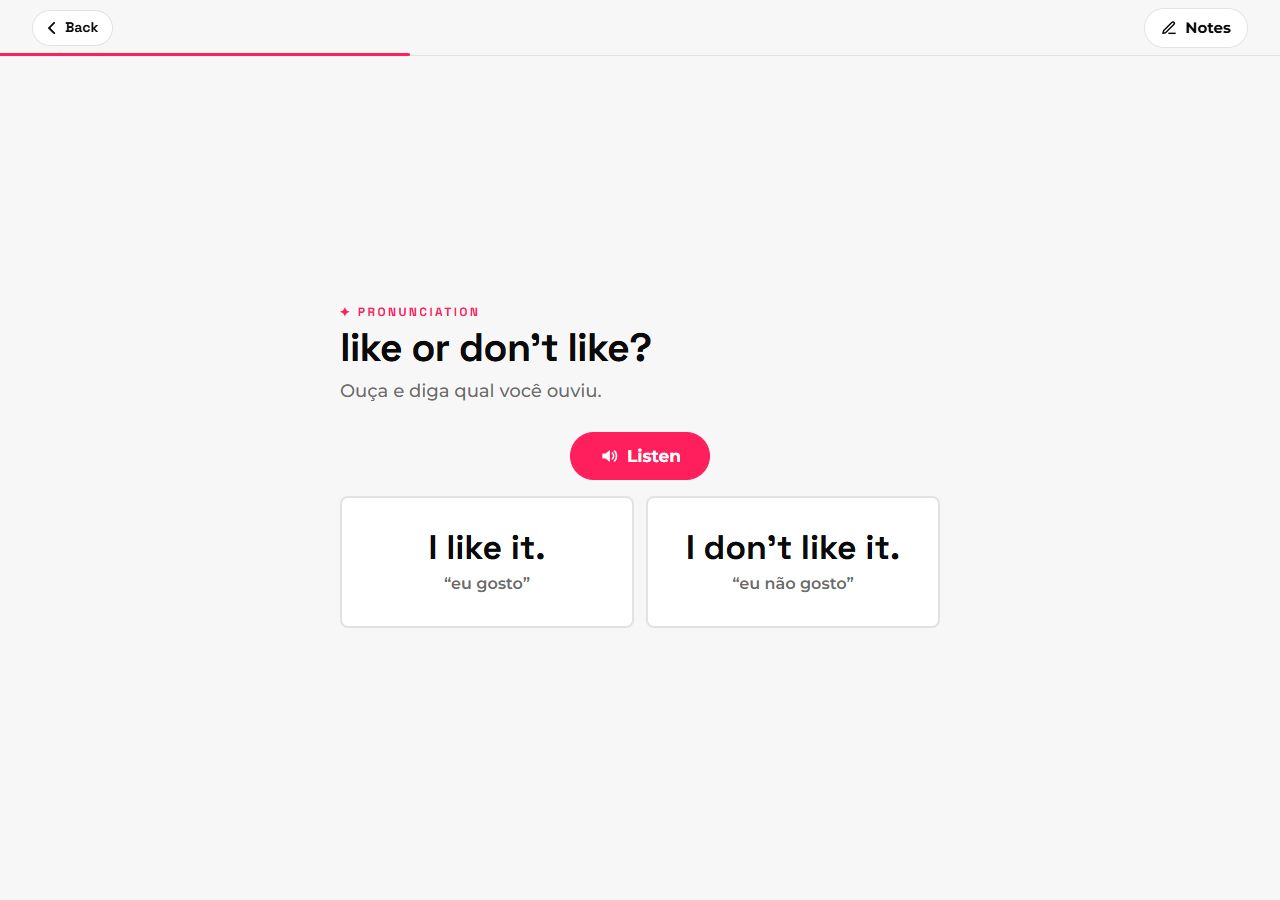 Back
Notes
PRONUNCIATION
like or don’t like?
Ouça e diga qual você ouviu.
Listen
I like it.
“eu gosto”
I don’t like it.
“eu não gosto”